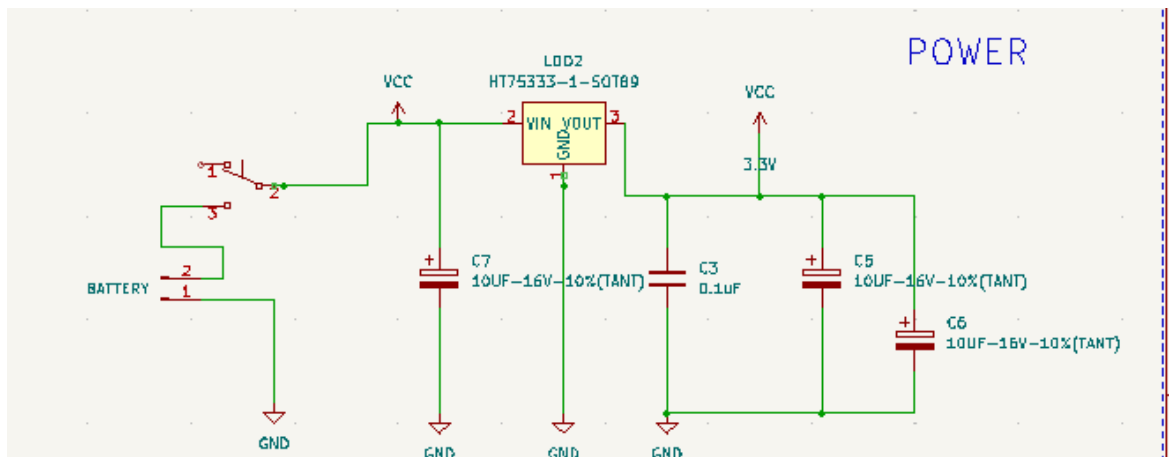 POWER
LDD2
HT75333-1-SOT89
VCC
VCC
2
VIN VOUT
3
GND
1
3.3V
1
2
3
2
BATTERY
1
+
C7
10UF-16V-10%(TANT)
C3
0.1uF
+
C5
10UF-16V-10%(TANT)
+
C6
10UF-16V-10%(TANT)
GND
GND
GND
GND